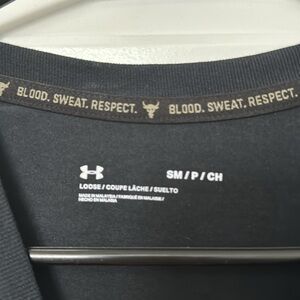 BLOOD. SWEAT. RESPECT. BLOOD. SWEAT. RESPECT.
SM / P / CH
LOOSE / COUPE LÂCHE / SUELTO
MADE IN MALAYSIA / FABRIQUÉ EN MALAISIE /
HECHO EN MALASIA